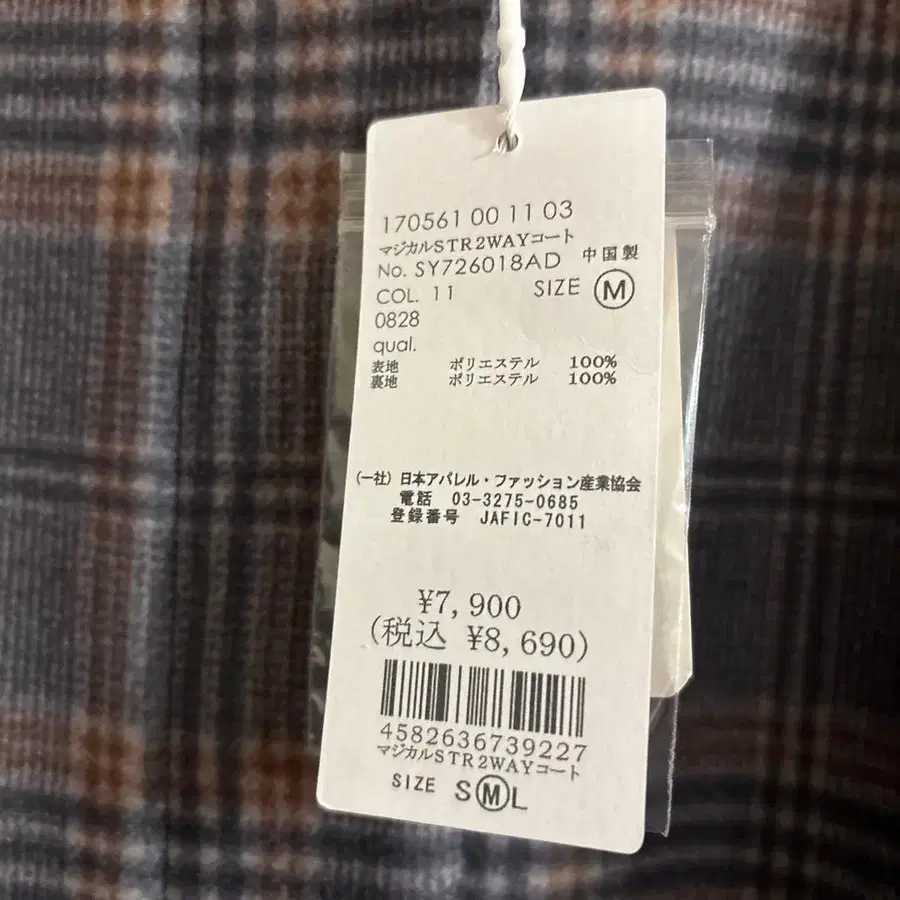 170561 00 11 03
マジカルSTR2WAYコート
No. SY726018AD 中国製
COL. 11 SIZE M
0828
qual.
表地 ポリエステル 100%
裏地 ポリエステル 100%
(一社)日本アパレル・ファッション産業協会
電話 03-3275-0685
登録番号 JAFIC-7011
¥7,900
(税込 ¥8,690)
4582636739227
マジカルSTR2WAYコート
SIZE S M L